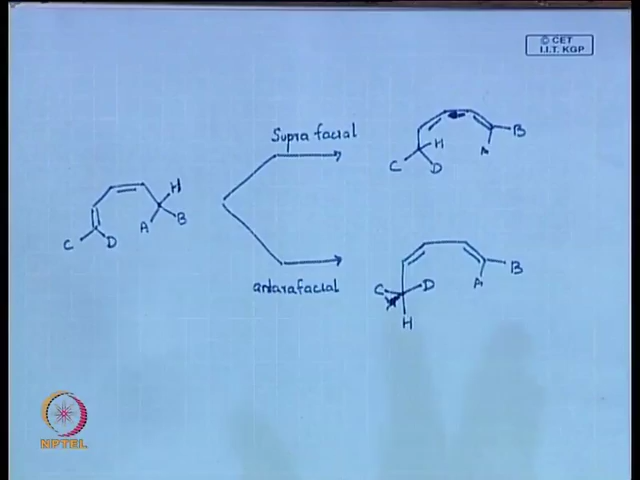 © CET
I.I.T. KGP
Supra facial
H
B
A
C
D
H
C
D
A
B
antarafacial
C
D
H
A
B
NPTEL